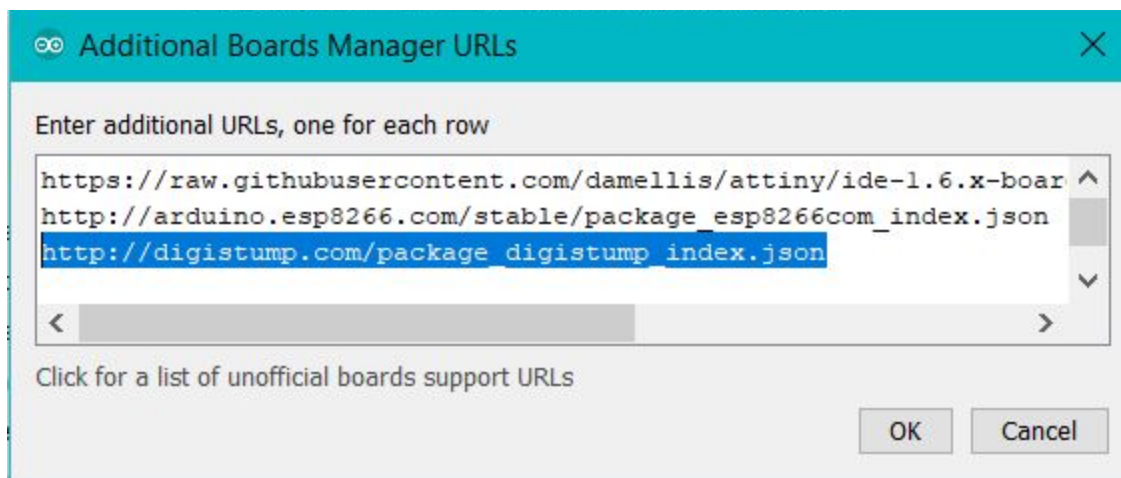 Additional Boards Manager URLs
Enter additional URLs, one for each row
https://raw.githubusercontent.com/damellis/attiny/ide-1.6.x-boar
http://arduino.esp8266.com/stable/package_esp8266com_index.json
http://digistump.com/package_digistump_index.json
Click for a list of unofficial boards support URLs
OK Cancel